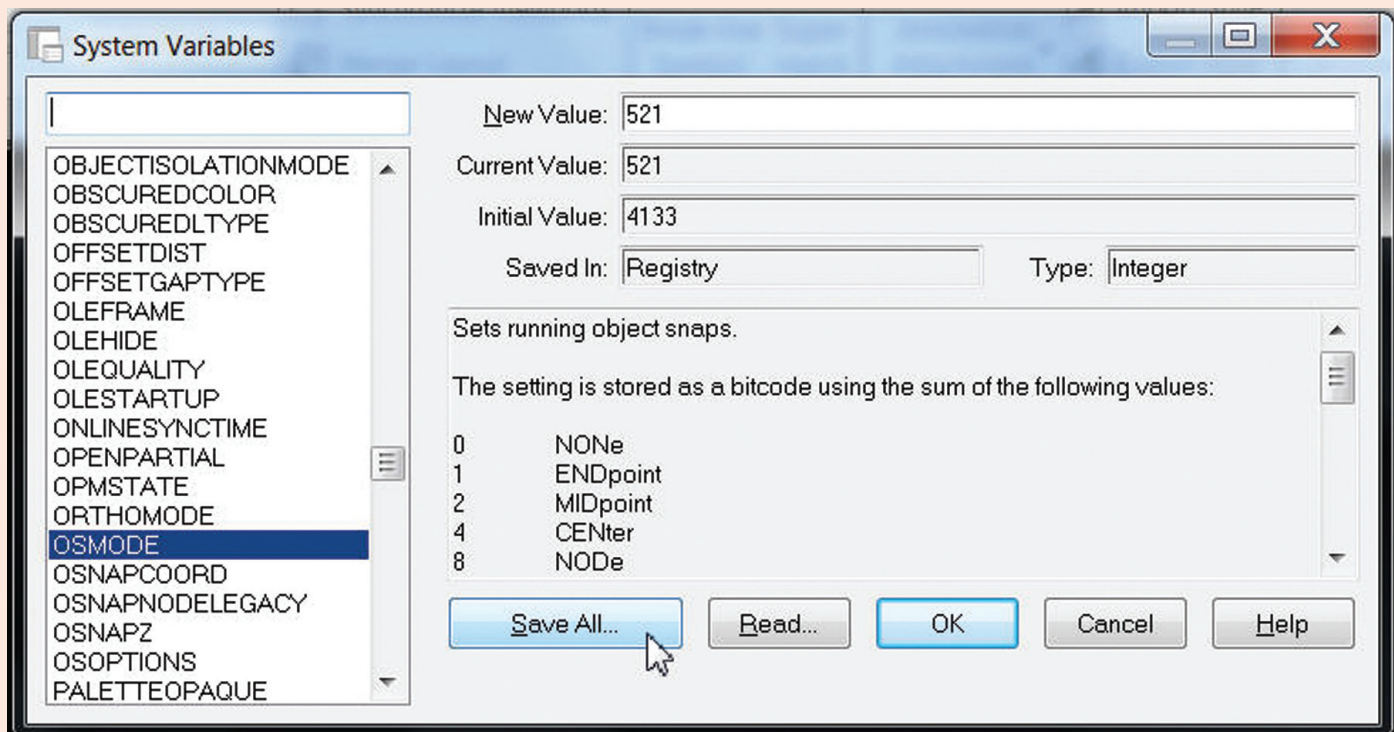 System Variables
New Value: 521
Current Value: 521
Initial Value: 4133
Saved In: Registry Type: Integer
OBJECTISOLATIONMODE
OBSCUREDCOLOR
OBSCUREDLTYPE
OFFSETDIST
OFFSETGAPTYPE
OLEFRAME
OLEHIDE
OLEQUALITY
OLESTARTUP
ONLINESYNCTIME
OPENPARTIAL
OPMSTATE
ORTHOMODE
OSMODE
OSNAPCOORD
OSNAPNODELEGACY
OSNAPZ
OSOPTIONS
PALETTEOPAQUE
Sets running object snaps.
The setting is stored as a bitcode using the sum of the following values:
0 NONe
1 ENDpoint
2 MIDpoint
4 CENter
8 NODe
Save All... Read... OK Cancel Help